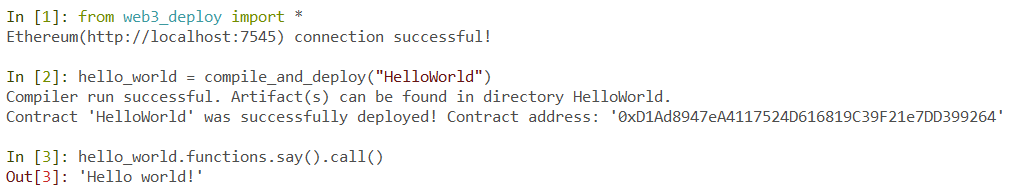 In [1]: from web3_deploy import *
Ethereum(http://localhost:7545) connection successful!
In [2]: hello_world = compile_and_deploy("HelloWorld")
Compiler run successful. Artifact(s) can be found in directory HelloWorld.
Contract 'HelloWorld' was successfully deployed! Contract address: '0xD1Ad8947eA4117524D616819C39F21e7DD399264'
In [3]: hello_world.functions.say().call()
Out[3]: 'Hello world!'